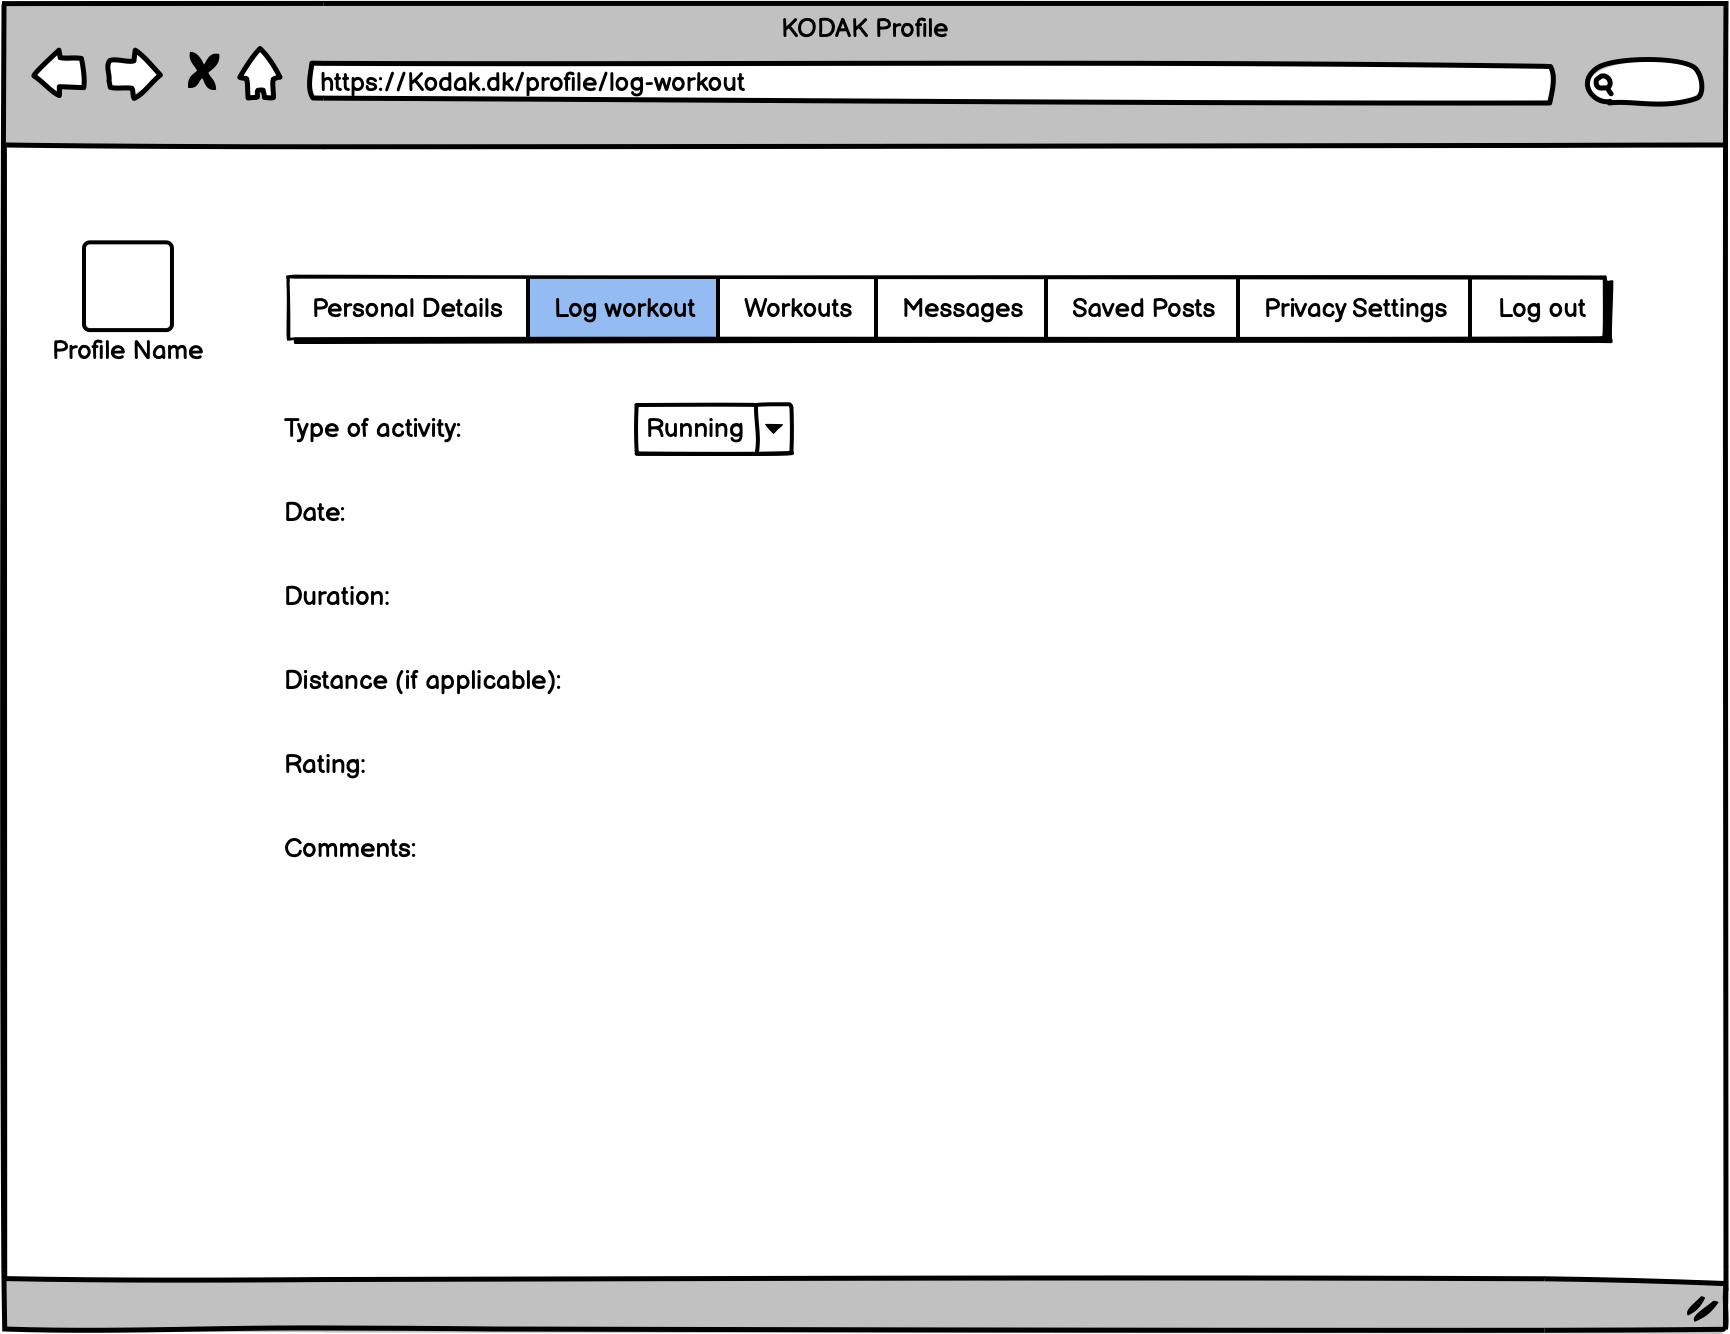 KODAK Profile
https://Kodak.dk/profile/log-workout
Personal Details Log workout Workouts Messages Saved Posts Privacy Settings Log out
Profile Name
Type of activity: Running
Date:
Duration:
Distance (if applicable):
Rating:
Comments: